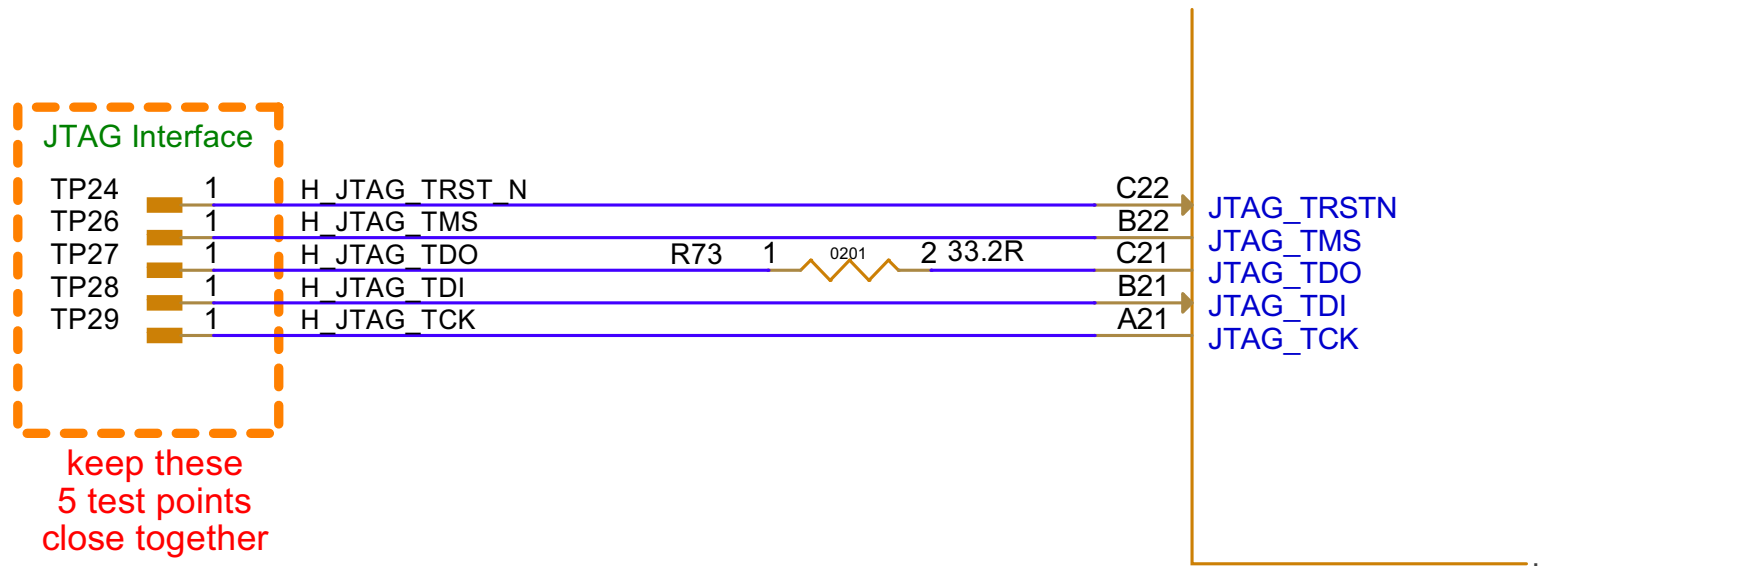 JTAG Interface
TP24 1 H_JTAG_TRST_N C22 JTAG_TRSTN
TP26 1 H_JTAG_TMS B22 JTAG_TMS
TP27 1 H_JTAG_TDO R73 1 0201 2 33.2R C21 JTAG_TDO
TP28 1 H_JTAG_TDI B21 JTAG_TDI
TP29 1 H_JTAG_TCK A21 JTAG_TCK
keep these
5 test points
close together